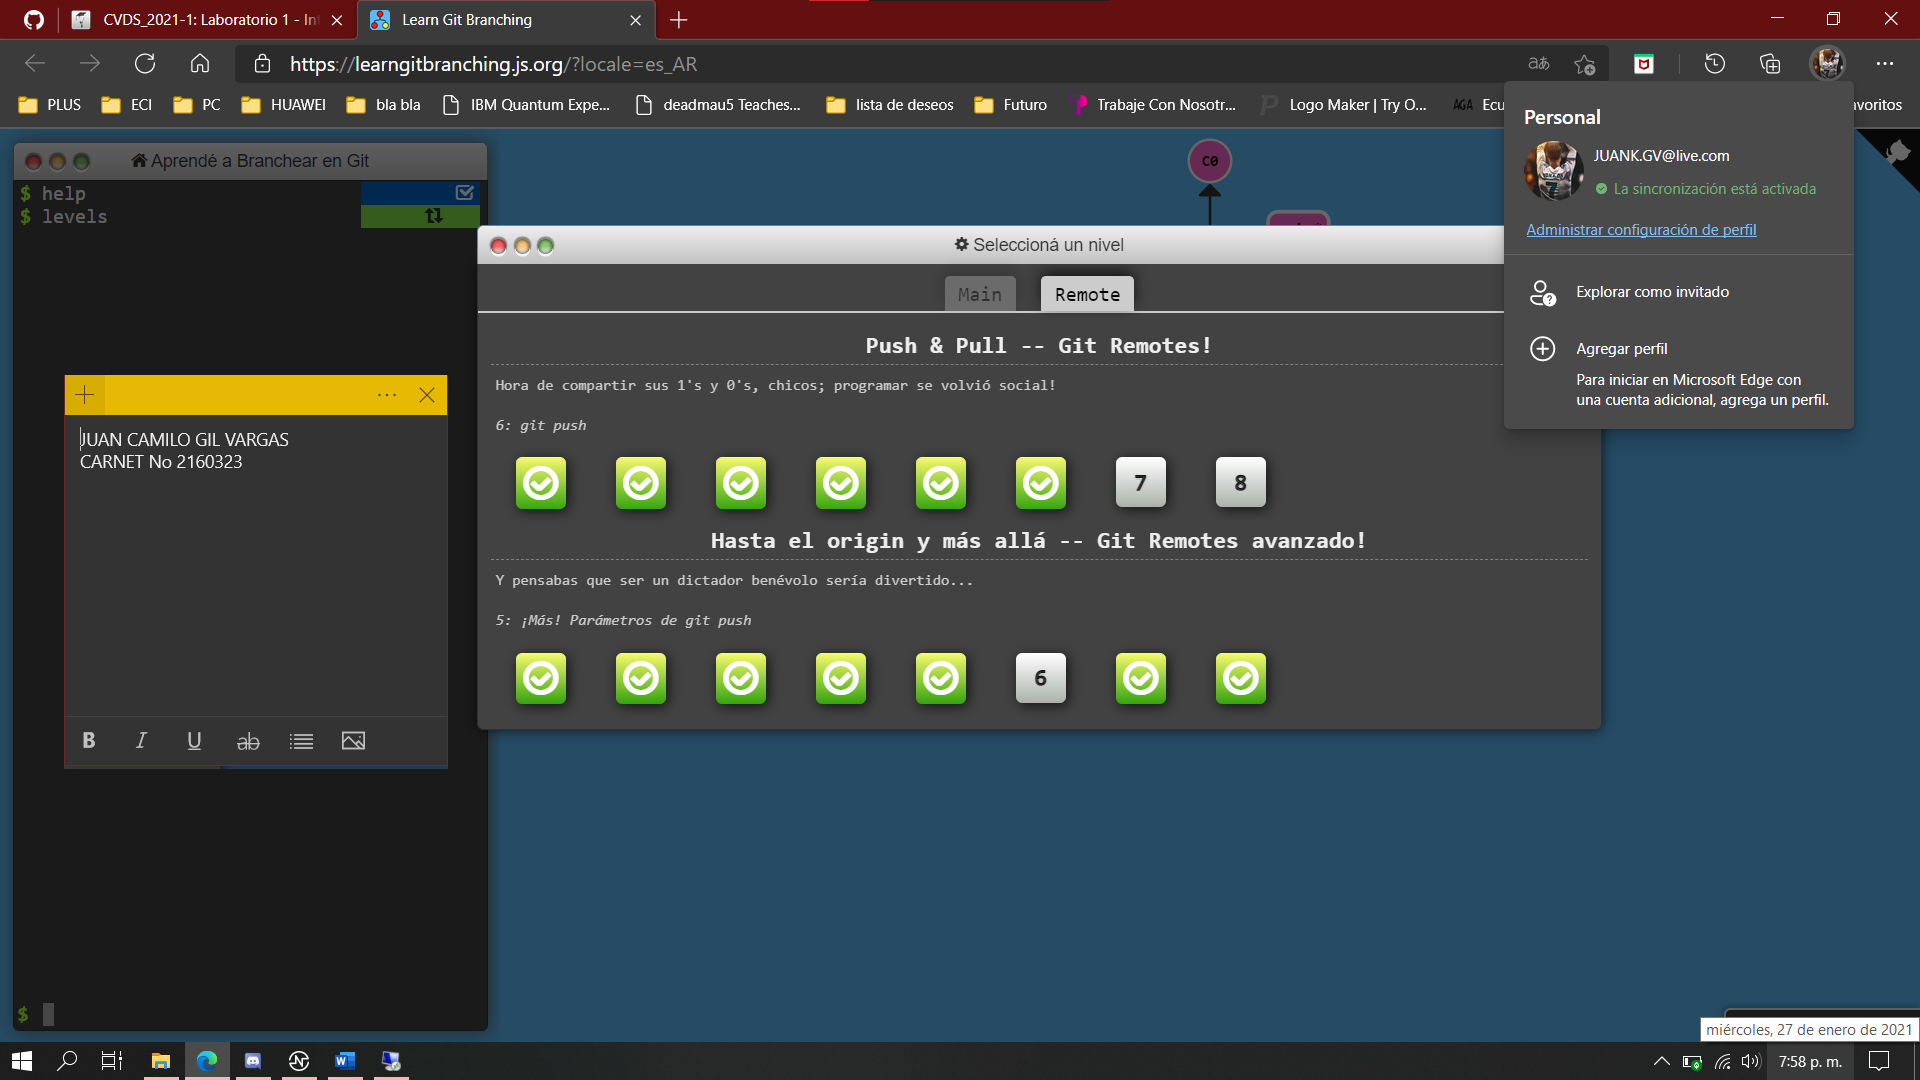 CVDS_2021-1: Laboratorio 1 - In
Learn Git Branching
https://learngitbranching.js.org/?locale=es_AR
PLUS
ECI
PC
HUAWEI
bla bla
IBM Quantum Expe...
deadmau5 Teaches...
lista de deseos
Futuro
Trabaje Con Nosotr...
Logo Maker | Try O...
AGA
Ecu
avoritos
Personal
JUANK.GV@live.com
La sincronización está activada
Administrar configuración de perfil
Explorar como invitado
Agregar perfil
Para iniciar en Microsoft Edge con
una cuenta adicional, agrega un perfil.
Aprendé a Branchear en Git
$ help
$ levels
C0
Seleccioná un nivel
Main
Remote
Push & Pull -- Git Remotes!
Hora de compartir sus 1's y 0's, chicos; programar se volvió social!
6: git push
7
8
Hasta el origin y más allá -- Git Remotes avanzado!
Y pensabas que ser un dictador benévolo sería divertido...
5: ¡Más! Parámetros de git push
6
JUAN CAMILO GIL VARGAS
CARNET No 2160323
B I U ab
$
miércoles, 27 de enero de 2021
7:58 p. m.